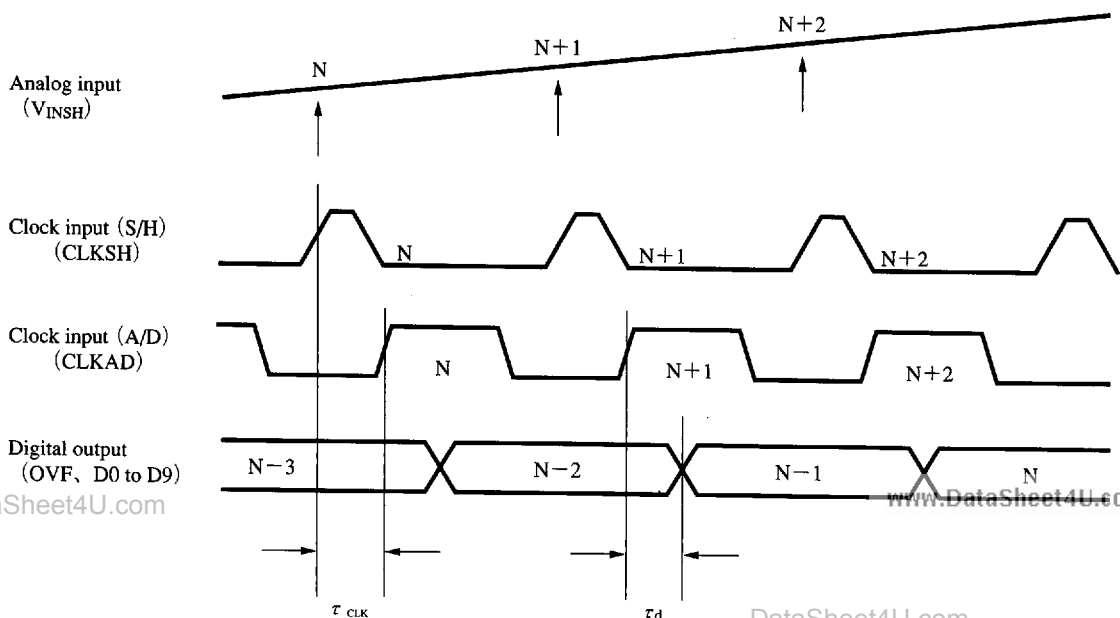 N+2
N+1
N
Analog input
(VINSH)
Clock input (S/H)
(CLKSH)
N
N+1
N+2
Clock input (A/D)
(CLKAD)
N
N+1
N+2
Digital output
(OVF、D0 to D9)
N−3
N−2
N−1
N
aSheet4U.com
www.DataSheet4U.co
τ CLK
τd
DataSheet4U.com